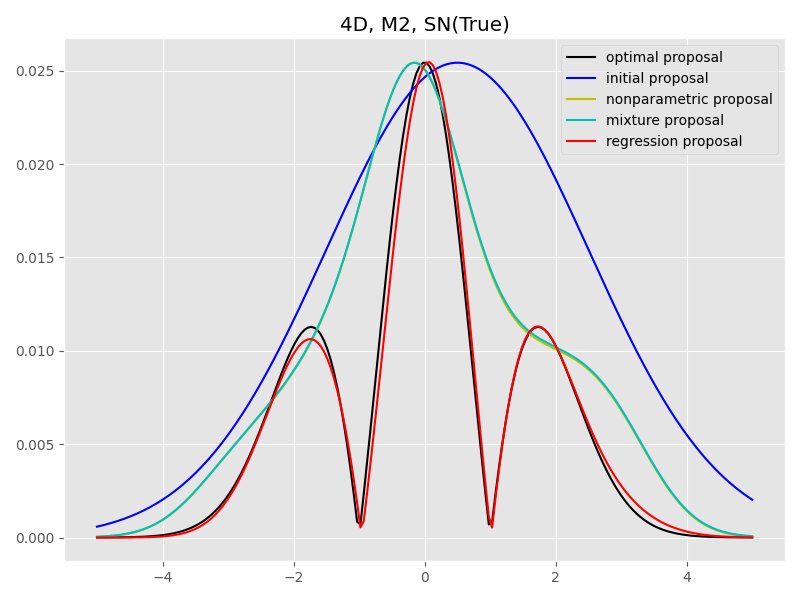 4D, M2, SN(True)
optimal proposal
initial proposal
nonparametric proposal
mixture proposal
regression proposal
0.025
0.020
0.015
0.010
0.005
0.000
−4 −2 0 2 4